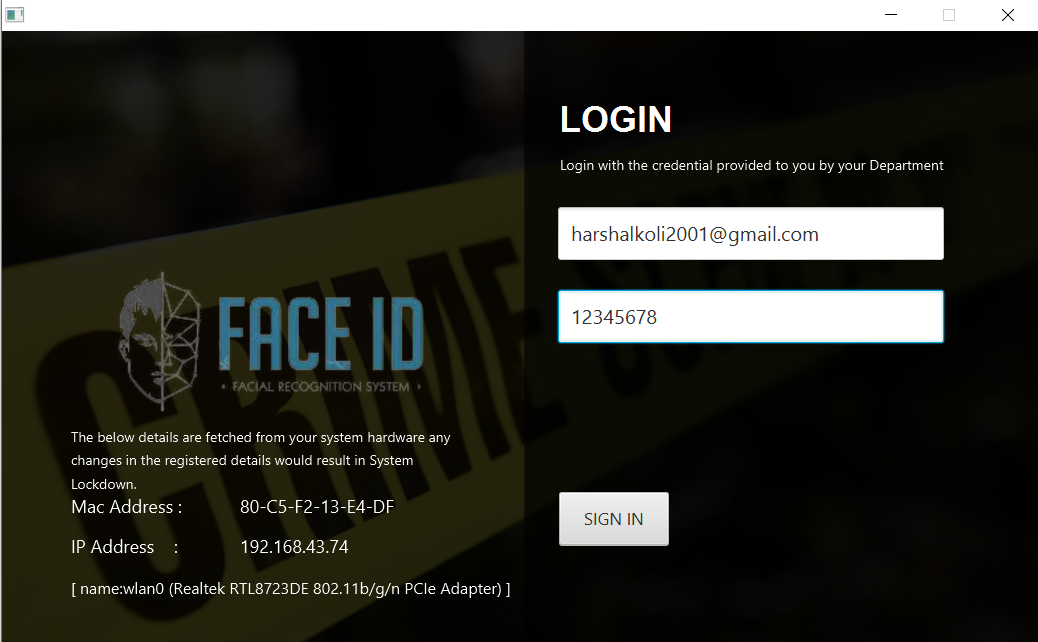 LOGIN
Login with the credential provided to you by your Department
harshalkoli2001@gmail.com
12345678
SIGN IN
FACE ID
· FACIAL RECOGNITION SYSTEM ·
The below details are fetched from your system hardware any
changes in the registered details would result in System
Lockdown.
Mac Address : 80-C5-F2-13-E4-DF
IP Address : 192.168.43.74
[ name:wlan0 (Realtek RTL8723DE 802.11b/g/n PCIe Adapter) ]
CRIME SCENE